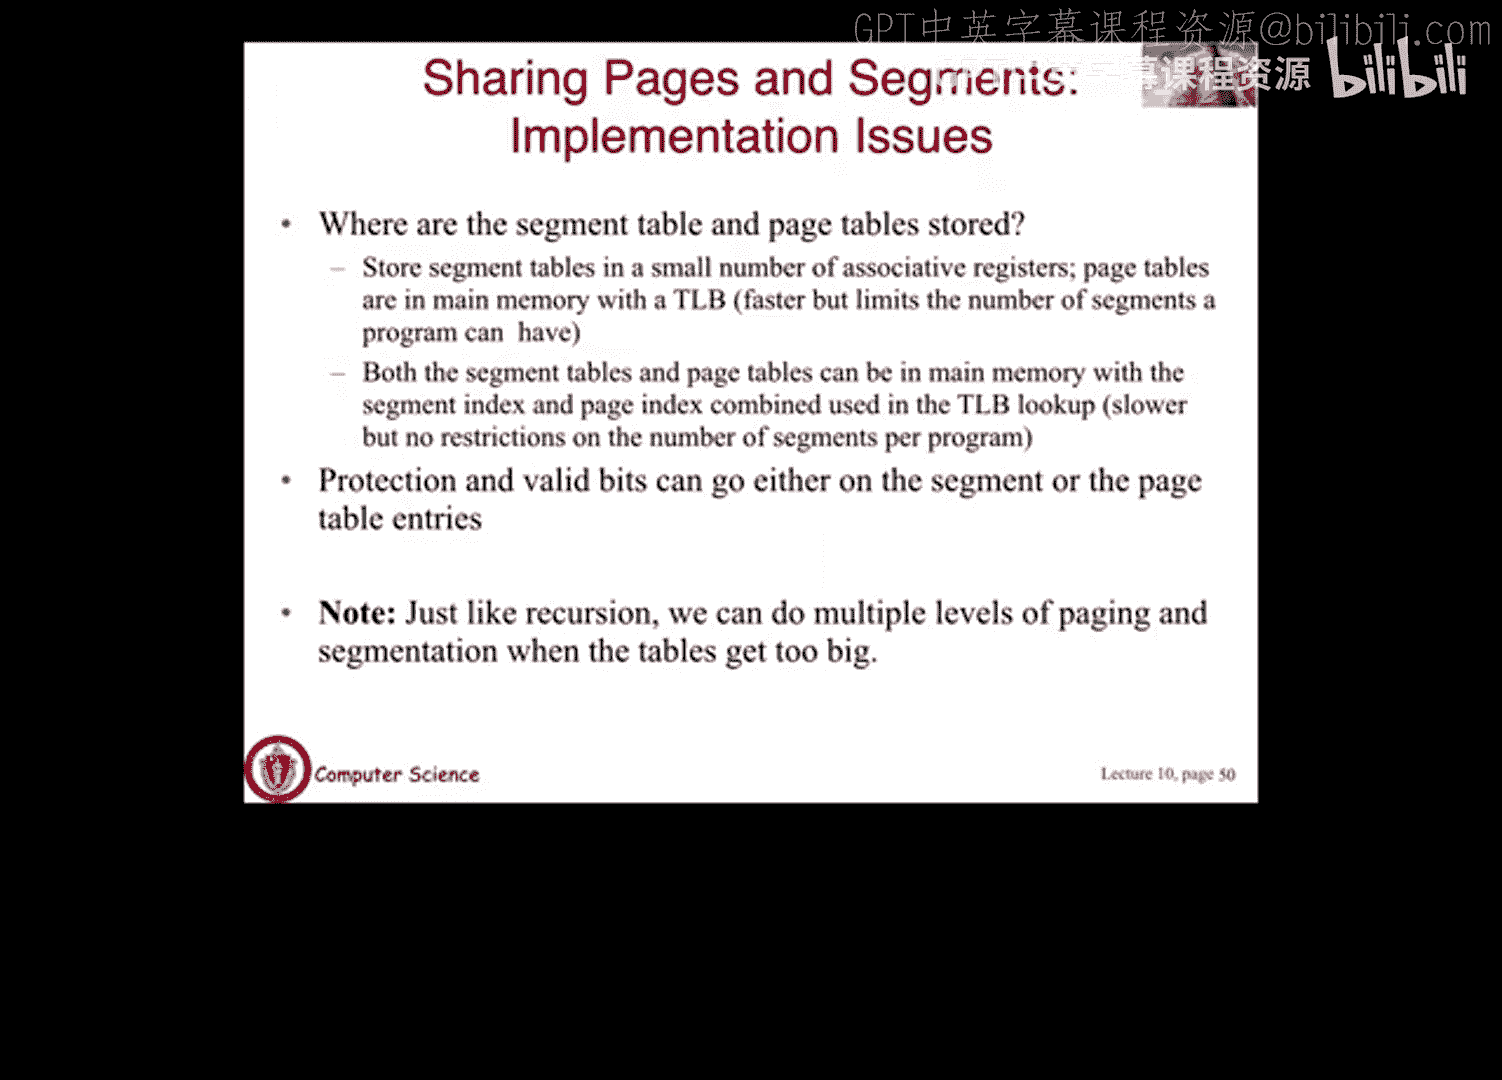 GPT中英字幕课程资源@bilibili.com
Sharing Pages and Segments:
幕课程资源 bilibili
Implementation Issues
• Where are the segment table and page tables stored?
– Store segment tables in a small number of associative registers; page tables
are in main memory with a TLB (faster but limits the number of segments a
program can have)
– Both the segment tables and page tables can be in main memory with the
segment index and page index combined used in the TLB lookup (slower
but no restrictions on the number of segments per program)
• Protection and valid bits can go either on the segment or the page
table entries
• Note: Just like recursion, we can do multiple levels of paging and
segmentation when the tables get too big.
Computer Science
Lecture 10, page 50